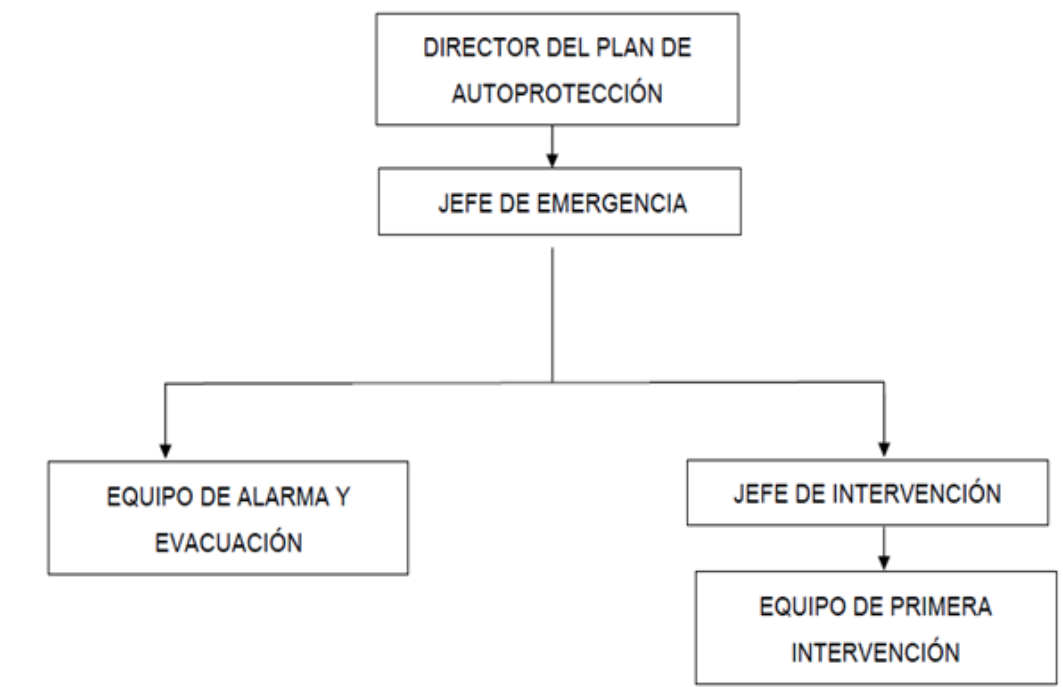 DIRECTOR DEL PLAN DE
AUTOPROTECCIÓN
JEFE DE EMERGENCIA
EQUIPO DE ALARMA Y
EVACUACIÓN
JEFE DE INTERVENCIÓN
EQUIPO DE PRIMERA
INTERVENCIÓN